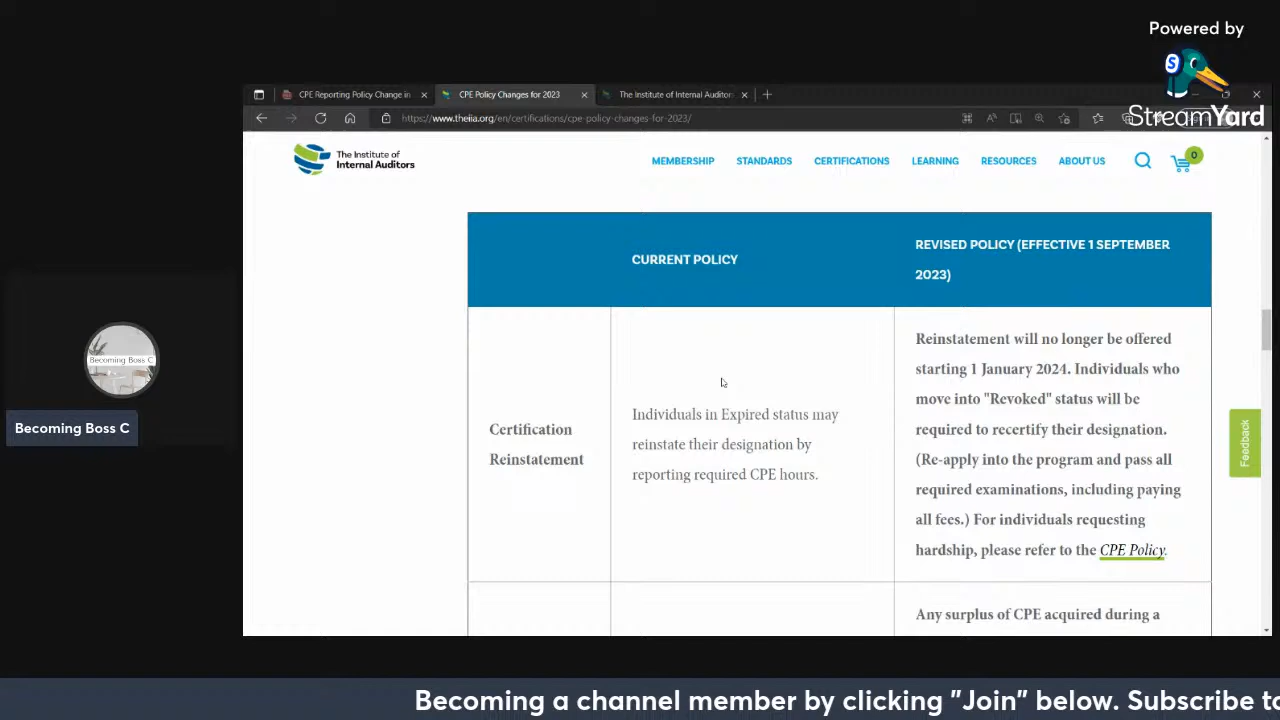 Powered by
S
StreamYard
CPE Reporting Policy Change in
CPE Policy Changes for 2023
The Institute of Internal Auditor
https://www.theiia.org/en/certifications/cpe-policy-changes-for-2023/
The Institute of
Internal Auditors
MEMBERSHIP STANDARDS CERTIFICATIONS LEARNING RESOURCES ABOUT US
0
CURRENT POLICY
REVISED POLICY (EFFECTIVE 1 SEPTEMBER
2023)
Certification
Reinstatement
Individuals in Expired status may
reinstate their designation by
reporting required CPE hours.
Reinstatement will no longer be offered
starting 1 January 2024. Individuals who
move into "Revoked" status will be
required to recertify their designation.
(Re-apply into the program and pass all
required examinations, including paying
all fees.) For individuals requesting
hardship, please refer to the CPE Policy.
Any surplus of CPE acquired during a
Feedback
Becoming Boss C
Becoming Boss C
Becoming a channel member by clicking "Join" below. Subscribe to